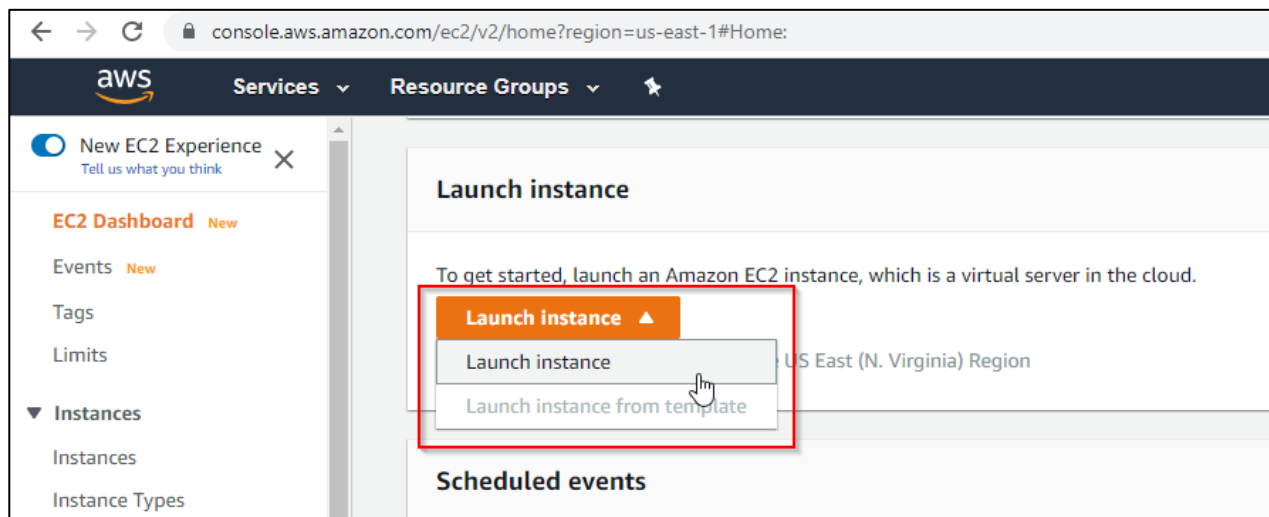 console.aws.amazon.com/ec2/v2/home?region=us-east-1#Home:
aws Services Resource Groups
New EC2 Experience
Tell us what you think
EC2 Dashboard New
Events New
Tags
Limits
Instances
Instances
Instance Types
Launch instance
To get started, launch an Amazon EC2 instance, which is a virtual server in the cloud.
Launch instance
Launch instance
US East (N. Virginia) Region
Launch instance from template
Scheduled events